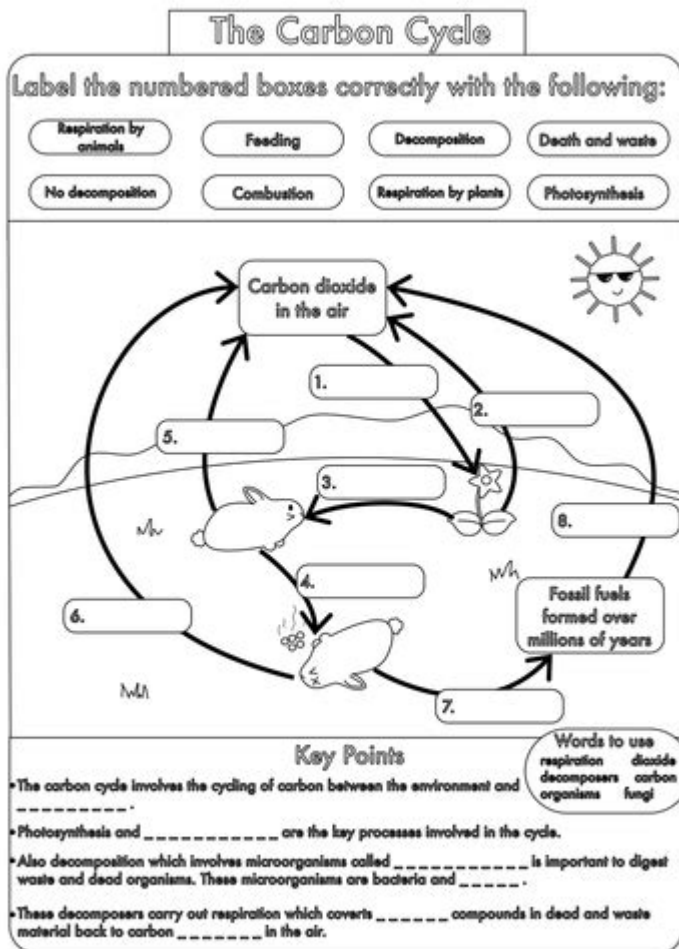 The Carbon Cycle
Label the numbered boxes correctly with the following:
Respiration by
animals
Feeding
Decomposition
Death and waste
No decomposition
Combustion
Respiration by plants
Photosynthesis
Carbon dioxide
in the air
1.
2.
5.
3.
8.
4.
6.
Fossil fuels
formed over
millions of years
7.
Key Points
Words to use
respiration dioxide
decomposers carbon
organisms fungi
•The carbon cycle involves the cycling of carbon between the environment and
_ _ _ _ _ _ _ _ _ .
•Photosynthesis and _ _ _ _ _ _ _ _ _ _ _ are the key processes involved in the cycle.
•Also decomposition which involves microorganisms called _ _ _ _ _ _ _ _ _ _ _ is important to digest
waste and dead organisms. These microorganisms are bacteria and _ _ _ _ _ .
•These decomposers carry out respiration which coverts _ _ _ _ _ _ compounds in dead and waste
material back to carbon _ _ _ _ _ _ _ in the air.